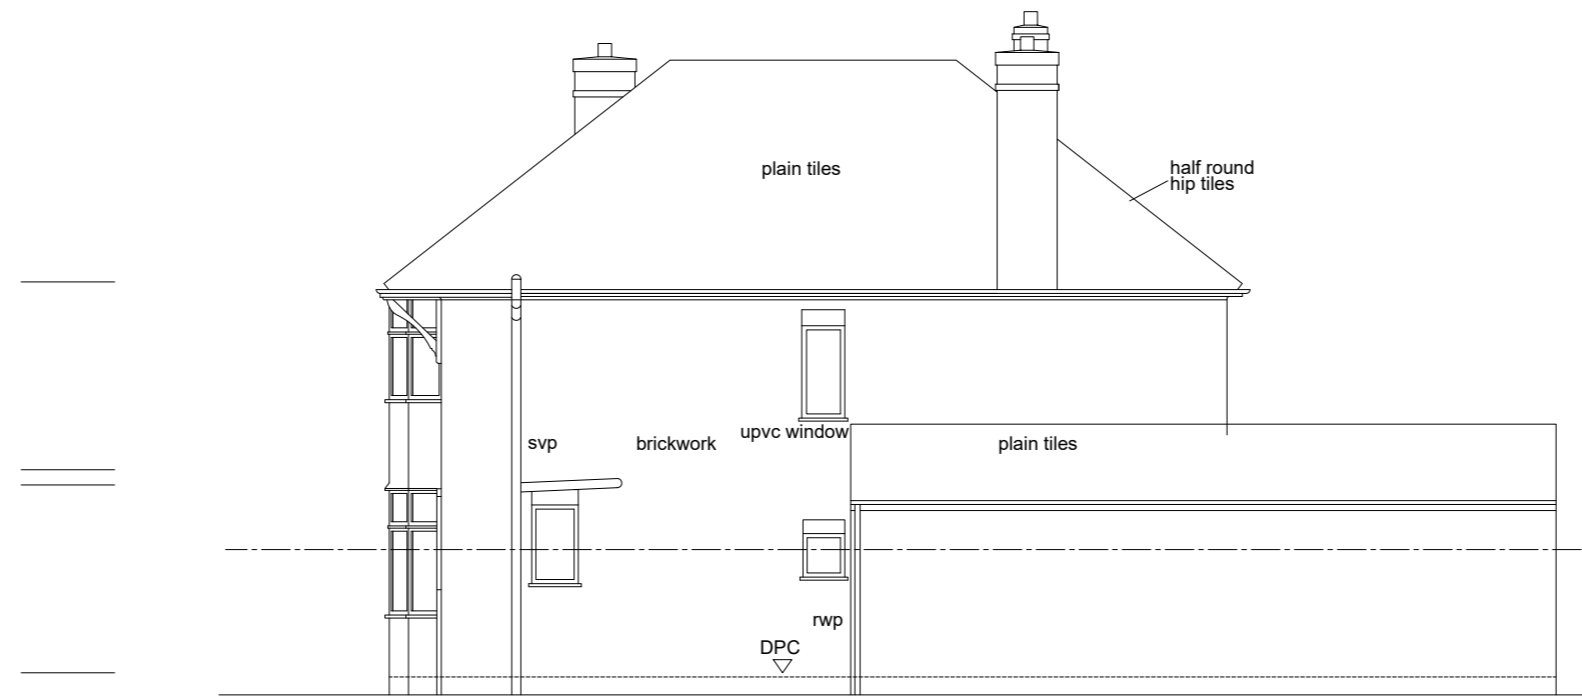 plain tiles
half round
hip tiles
svp
brickwork
upvc window
plain tiles
rwp
DPC